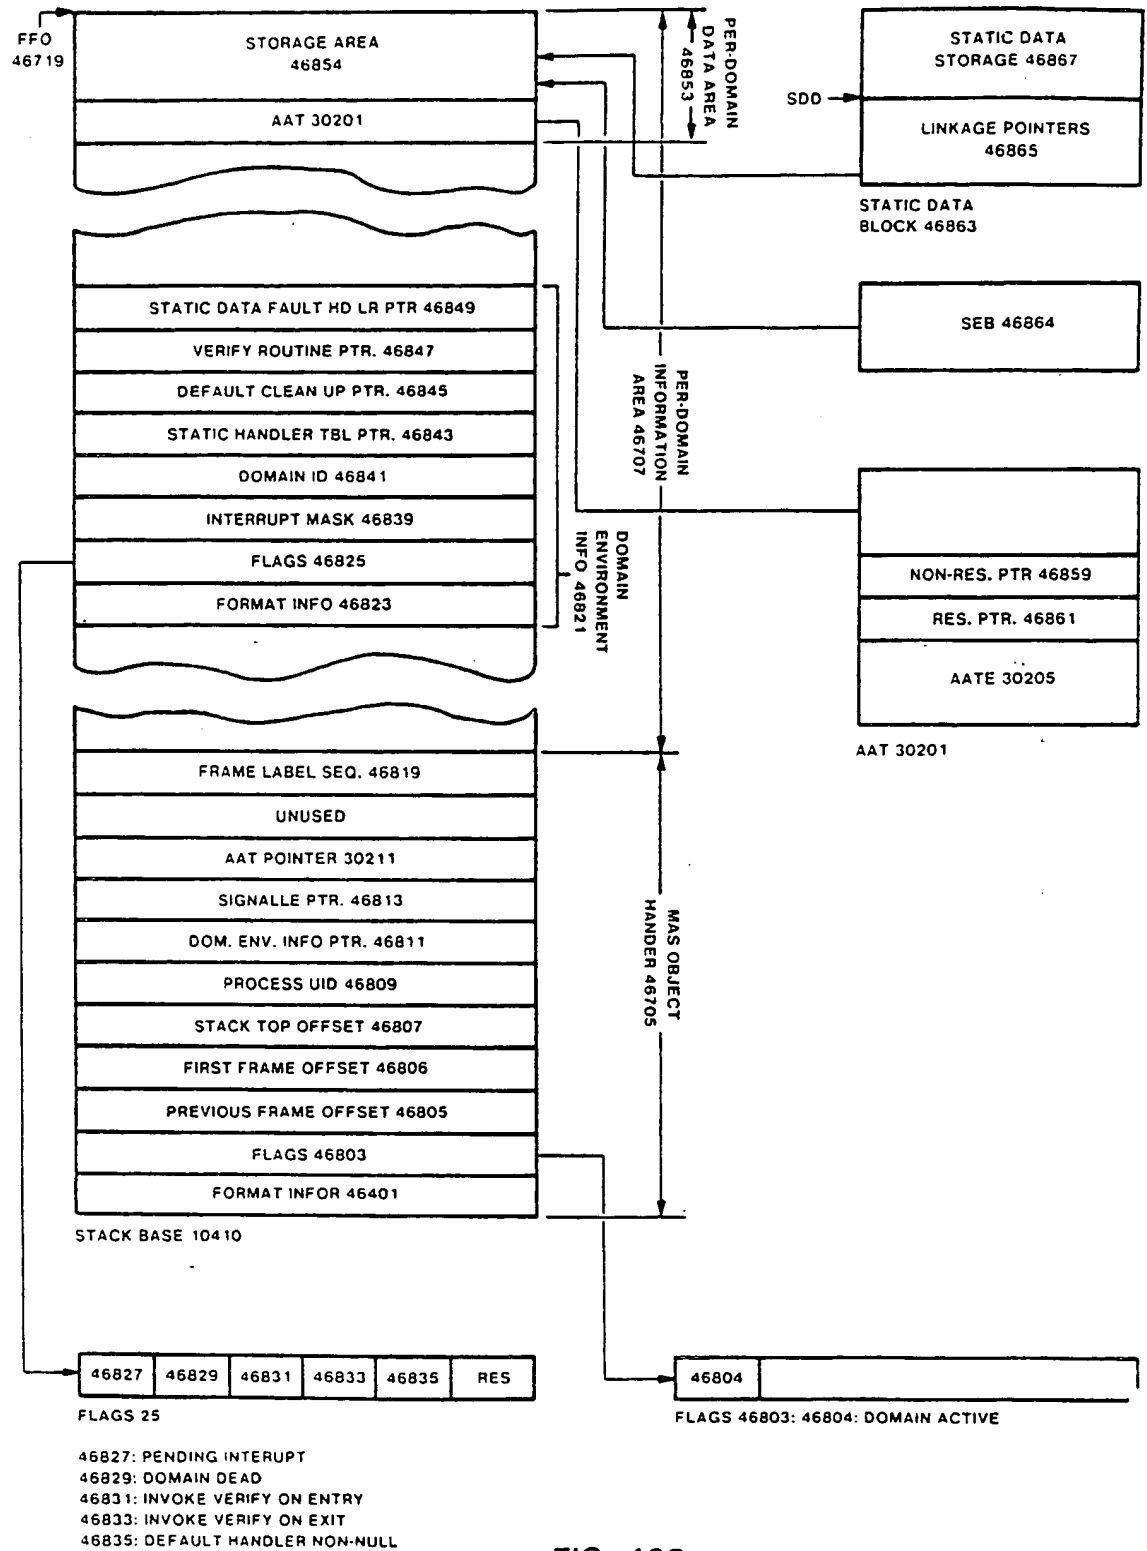 FFO
46719
STORAGE AREA
46854
AAT 30201
PER-DOMAIN
DATA AREA
46853
STATIC DATA
STORAGE 46867
SDD
LINKAGE POINTERS
46865
STATIC DATA
BLOCK 46863
STATIC DATA FAULT HD LR PTR 46849
VERIFY ROUTINE PTR. 46847
DEFAULT CLEAN UP PTR. 46845
STATIC HANDLER TBL PTR. 46843
DOMAIN ID 46841
INTERRUPT MASK 46839
FLAGS 46825
FORMAT INFO 46823
DOMAIN
ENVIRONMENT
INFO 46821
PER-DOMAIN
INFORMATION
AREA 46707
SEB 46864
NON-RES. PTR 46859
RES. PTR. 46861
AATE 30205
AAT 30201
FRAME LABEL SEQ. 46819
UNUSED
AAT POINTER 30211
SIGNALLE PTR. 46813
DOM. ENV. INFO PTR. 46811
PROCESS UID 46809
STACK TOP OFFSET 46807
FIRST FRAME OFFSET 46806
PREVIOUS FRAME OFFSET 46805
FLAGS 46803
FORMAT INFOR 46401
MAS OBJECT
HANDER 46705
STACK BASE 10410
46827 46829 46831 46833 46835 RES
FLAGS 25
46804
FLAGS 46803: 46804: DOMAIN ACTIVE
46827: PENDING INTERUPT
46829: DOMAIN DEAD
46831: INVOKE VERIFY ON ENTRY
46833: INVOKE VERIFY ON EXIT
46835: DEFAULT HANDLER NON-NULL